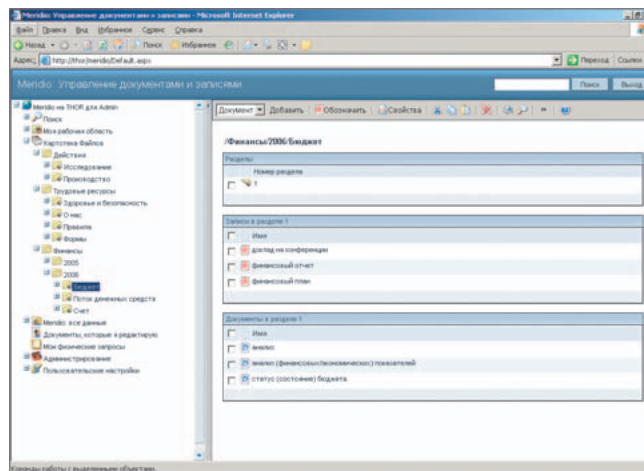 Meridio: Управление документами и записями - Microsoft Internet Explorer
Файл Правка Вид Избранное Сервис Справка
Назад Поиск Избранное
Адрес: http://thor/meridio/Default.aspx Переход Ссылки
Meridio: Управление документами и записями Поиск Выход
Meridio на THOR для Admin
Поиск
Моя рабочая область
Картотека Файлов
Действия
Исследование
Производство
Трудовые ресурсы
Здоровье и безопасность
О нас
Правила
Формы
Финансы
2005
2006
Бюджет
Поток денежных средств
Счет
Meridio: все данные
Документы, которые я редактирую
Мои физические запросы
Администрирование
Пользовательские настройки
Документ Добавить Обозначить Свойства
/Финансы/2006/Бюджет
Разделы
Номер раздела
1
Записи в разделе 1
Имя
доклад на конференции
финансовый отчет
финансовый план
Документы в разделе 1
Имя
анализ
анализ (финансовых/экономических) показателей
статус (состояние) бюджета
Команды работы с выделенными объектами.